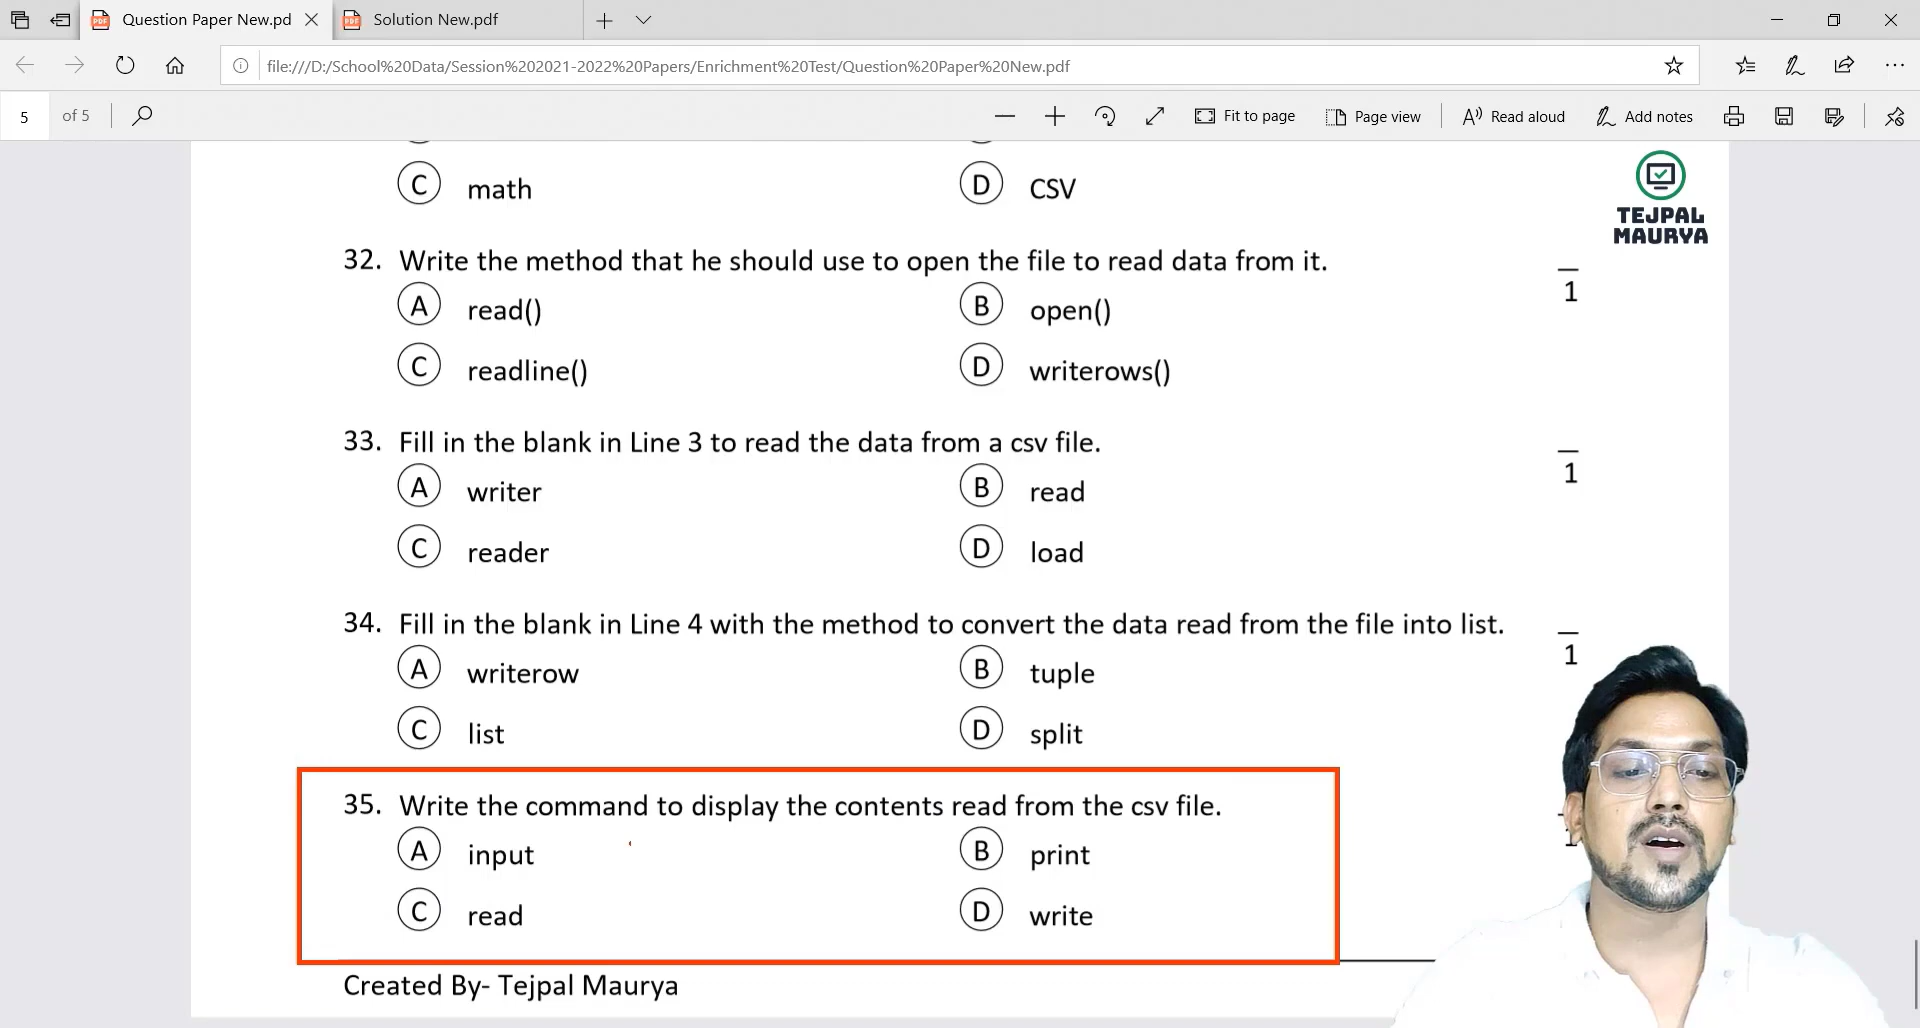 Question Paper New.pd
Solution New.pdf
file:///D:/School%20Data/Session%202021-2022%20Papers/Enrichment%20Test/Question%20Paper%20New.pdf
5 of 5
Fit to page
Page view
Read aloud
Add notes
C math
D CSV
TEJPAL
MAURYA
32. Write the method that he should use to open the file to read data from it.
1
A read()
B open()
C readline()
D writerows()
33. Fill in the blank in Line 3 to read the data from a csv file.
1
A writer
B read
C reader
D load
34. Fill in the blank in Line 4 with the method to convert the data read from the file into list.
1
A writerow
B tuple
C list
D split
35. Write the command to display the contents read from the csv file.
A input
B print
C read
D write
Created By- Tejpal Maurya